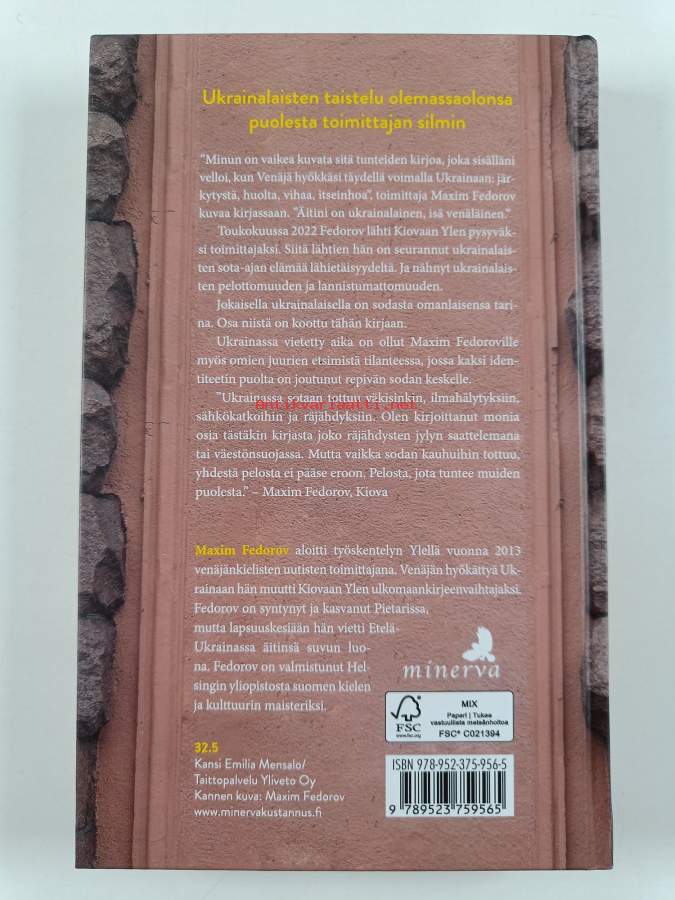 Ukrainalaisten taistelu olemassaolonsa
puolesta toimittajan silmin
"Minun on vaikea kuvata sitä tunteiden kirjoa, joka sisälläni
velloi, kun Venäjä hyökkäsi täydellä voimalla Ukrainaan: jär-
kytystä, huolta, vihaa, itseinhoa", toimittaja Maxim Fedorov
kuvaa kirjassaan. "Äitini on ukrainalainen, isä venäläinen."
Toukokuussa 2022 Fedorov lähti Kiovaan Ylen pysyväk-
si toimittajaksi. Siitä lähtien hän on seurannut ukrainalais-
ten sota-ajan elämää lähietäisyydeltä. Ja nähnyt ukrainalais-
ten pelottomuuden ja lannistumattomuuden.
Jokaisella ukrainalaisella on sodasta omanlaisensa tari-
na. Osa niistä on koottu tähän kirjaan.
Ukrainassa vietetty aika on ollut Maxim Fedoroville
myös omien juurien etsimistä tilanteessa, jossa kaksi iden-
titeetin puolta on joutunut repivän sodan keskelle.
"Ukrainassa sotaan tottuu väkisinkin, ilmahälytyksiin,
antikvariaatti.net
sähkökatkoihin ja räjähdyksiin. Olen kirjoittanut monia
osia tästäkin kirjasta joko räjähdysten jylyn saattelemana
tai väestönsuojassa. Mutta vaikka sodan kauhuihin tottuu,
yhdestä pelosta ei pääse eroon. Pelosta, jota tuntee muiden
puolesta." – Maxim Fedorov, Kiova
Maxim Fedorov aloitti työskentelyn Ylellä vuonna 2013
venäjänkielisten uutisten toimittajana. Venäjän hyökättyä Uk-
rainaan hän muutti Kiovaan Ylen ulkomaankirjeenvaihtajaksi.
Fedorov on syntynyt ja kasvanut Pietarissa,
mutta lapsuuskesiään hän vietti Etelä-
Ukrainassa äitinsä suvun luo-
na. Fedorov on valmistunut Hel-
singin yliopistosta suomen kielen
ja kulttuurin maisteriksi.
minerva
FSC
www.fsc.org
MIX
Paperi | Tukee
vastuullista metsänhoitoa
FSC® C021394
32.5
Kansi Emilia Mensalo/
Taittopalvelu Yliveto Oy
Kannen kuva: Maxim Fedorov
www.minervakustannus.fi
ISBN 978-952-375-956-5
9 789523 759565